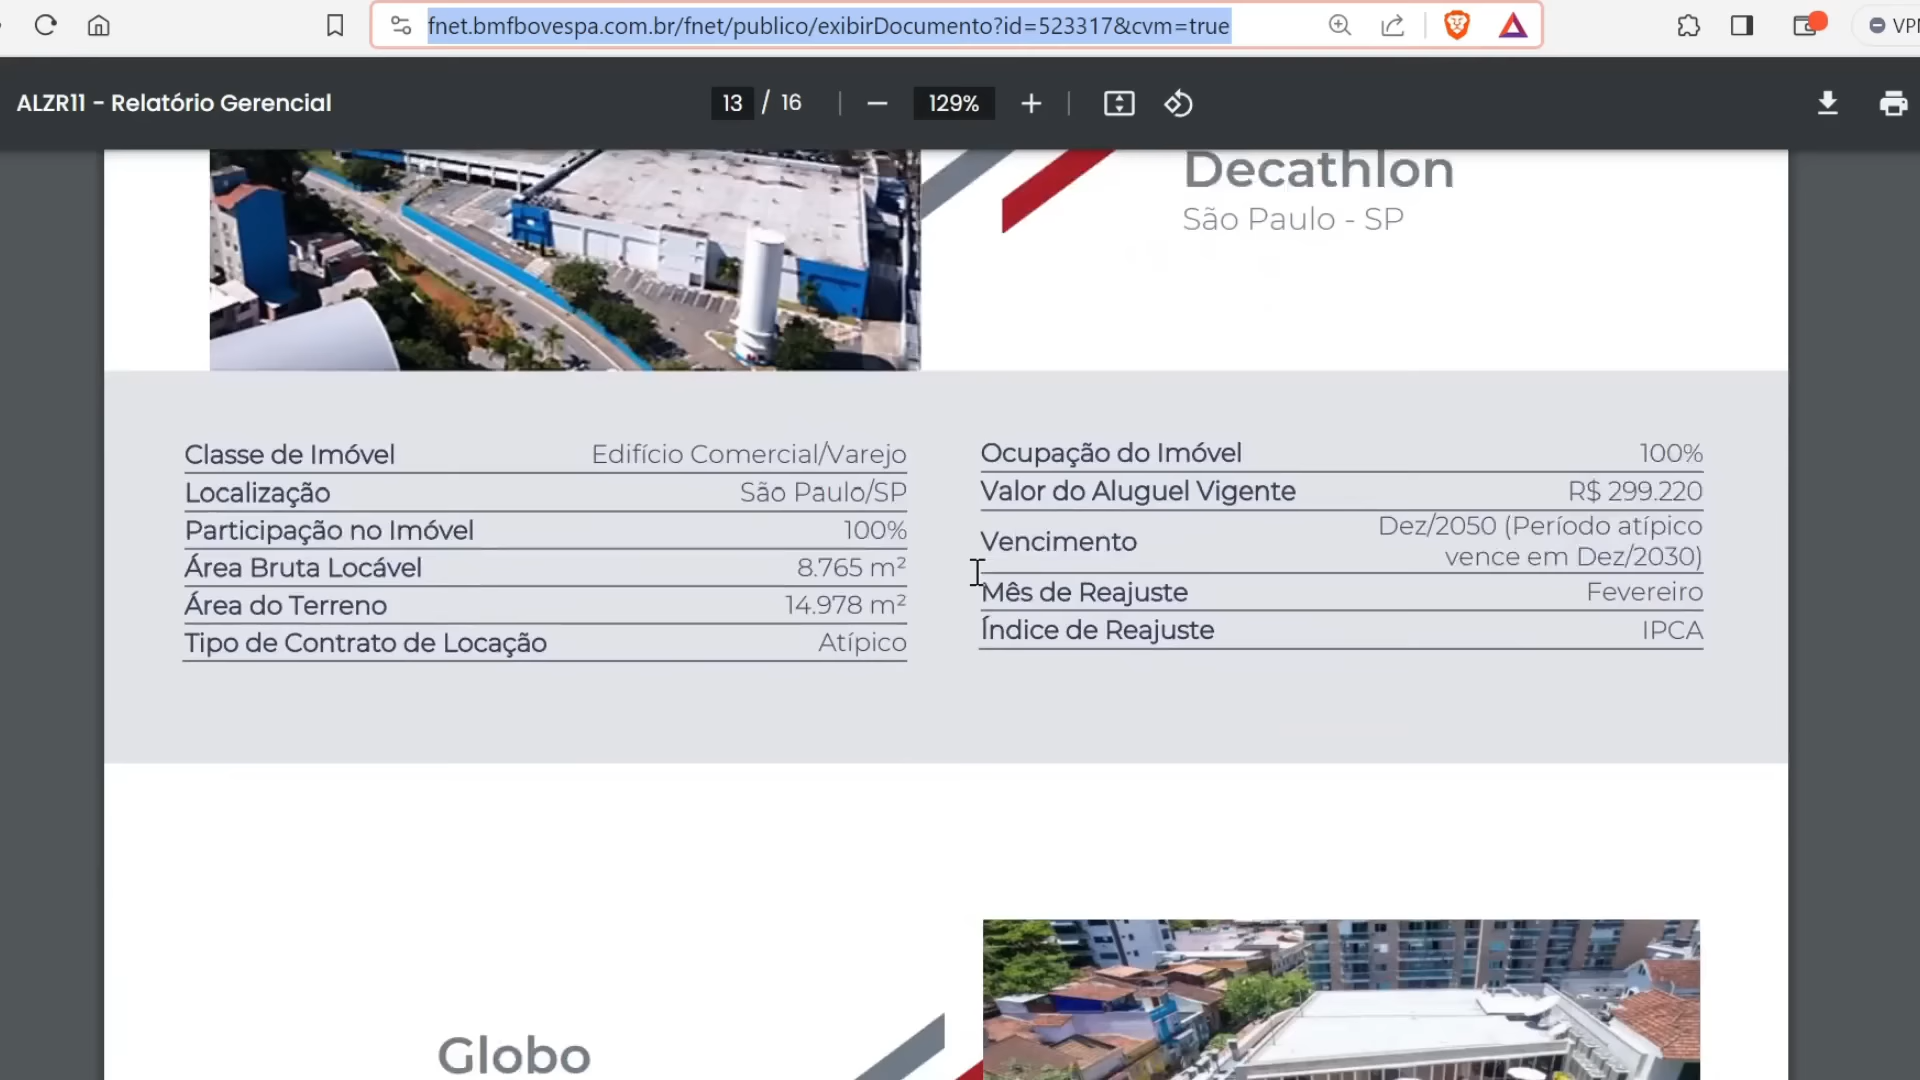 fnet.bmfbovespa.com.br/fnet/publico/exibirDocumento?id=523317&cvm=true
VPN
ALZR11 - Relatório Gerencial
13 / 16
129%
Decathlon
São Paulo - SP
Classe de Imóvel Edifício Comercial/Varejo
Localização São Paulo/SP
Participação no Imóvel 100%
Área Bruta Locável 8.765 m²
Área do Terreno 14.978 m²
Tipo de Contrato de Locação Atípico
Ocupação do Imóvel 100%
Valor do Aluguel Vigente R$ 299.220
Vencimento Dez/2050 (Período atípico
vence em Dez/2030)
Mês de Reajuste Fevereiro
Índice de Reajuste IPCA
Globo